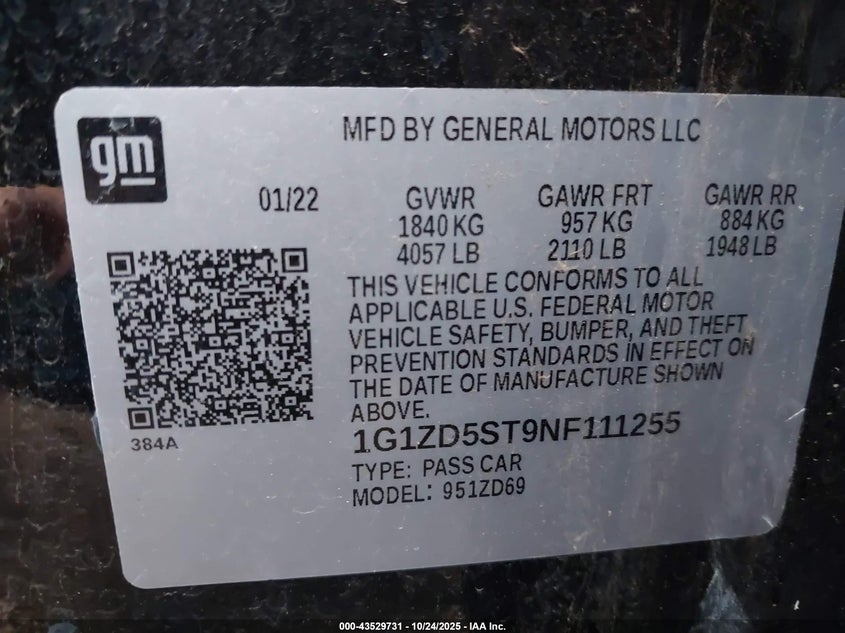 gm
MFD BY GENERAL MOTORS LLC
01/22 GVWR GAWR FRT GAWR RR
1840 KG 957 KG 884 KG
4057 LB 2110 LB 1948 LB
THIS VEHICLE CONFORMS TO ALL
APPLICABLE U.S. FEDERAL MOTOR
VEHICLE SAFETY, BUMPER, AND THEFT
PREVENTION STANDARDS IN EFFECT ON
THE DATE OF MANUFACTURE SHOWN
ABOVE.
384A
1G1ZD5ST9NF111255
TYPE: PASS CAR
MODEL: 951ZD69
000-43529731 - 10/24/2025 - IAA Inc.